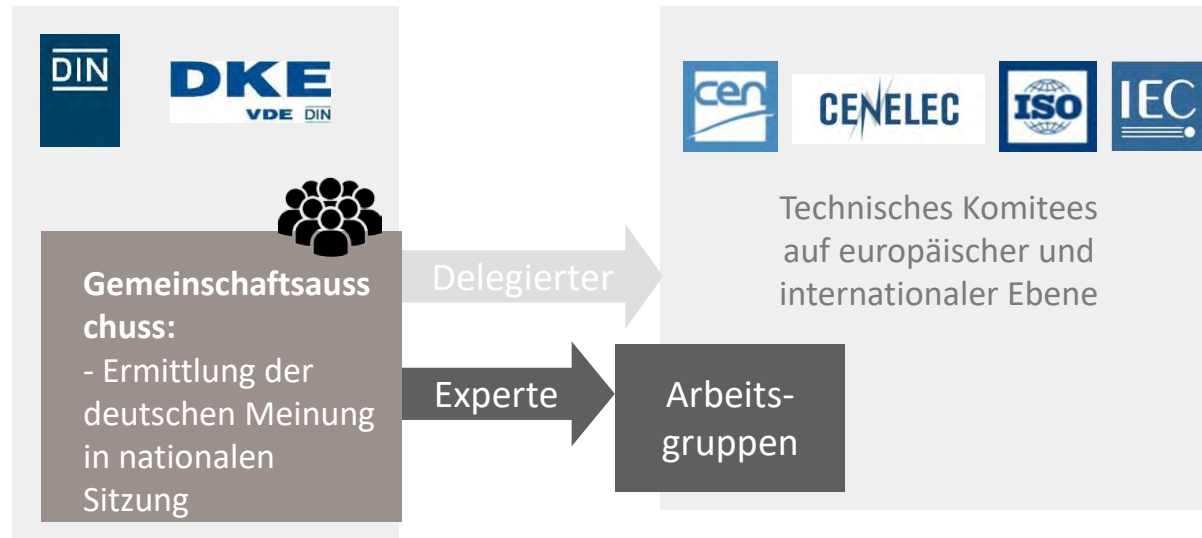 DIN
DKE
VDE DIN
Gemeinschaftsauss
chuss:
- Ermittlung der
deutschen Meinung
in nationalen
Sitzung
Delegierter
Experte
cen
CENELEC
ISO
IEC
Technisches Komitees
auf europäischer und
internationaler Ebene
Arbeits-
gruppen